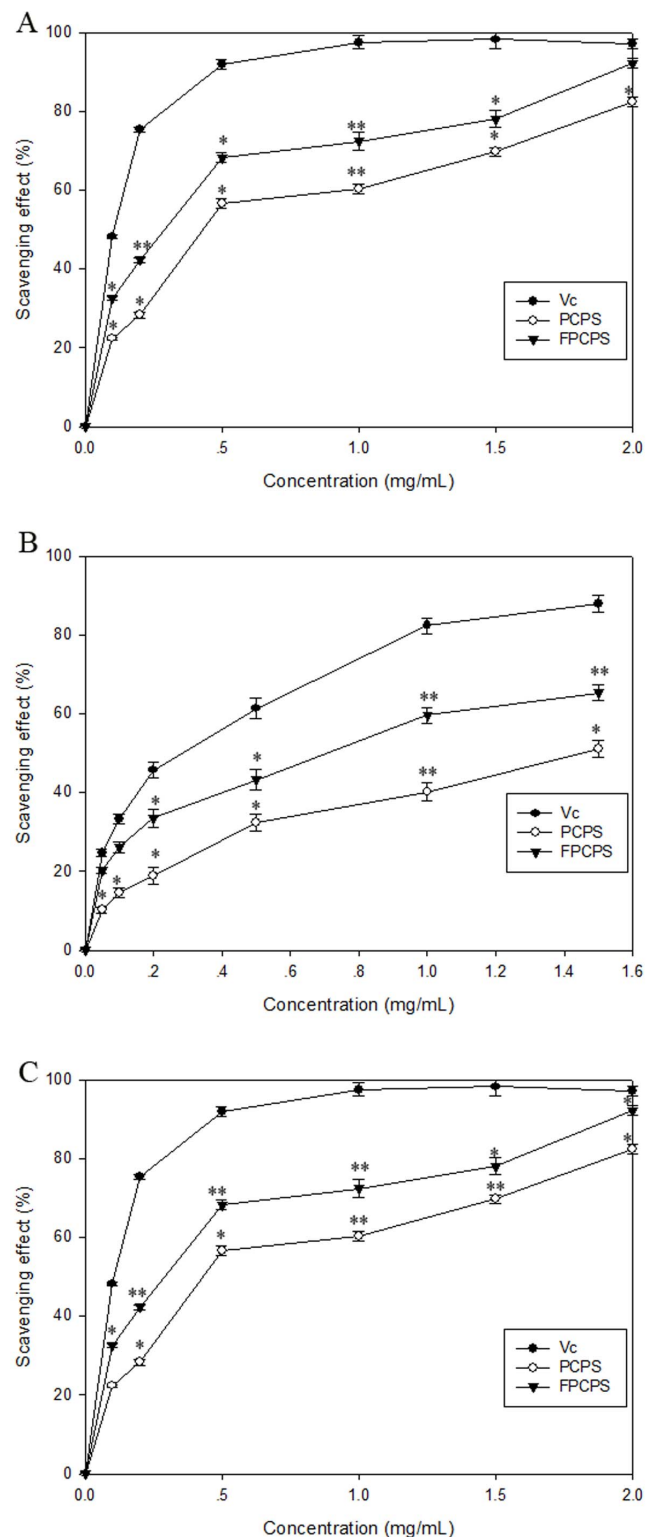 A
100
80
60
40
20
0
Scavenging effect (%)
* ** * ** *
* * * ** * *
Vc
PCPS
FPCPS
0.0 .5 1.0 1.5 2.0
Concentration (mg/mL)
B
100
80
60
40
20
0
Scavenging effect (%)
* * ** **
* * * * ** *
Vc
PCPS
FPCPS
0.0 .2 .4 .6 .8 1.0 1.2 1.4 1.6
Concentration (mg/mL)
C
100
80
60
40
20
0
Scavenging effect (%)
* ** ** ** * *
* * ** ** *
Vc
PCPS
FPCPS
0.0 .5 1.0 1.5 2.0
Concentration (mg/mL)